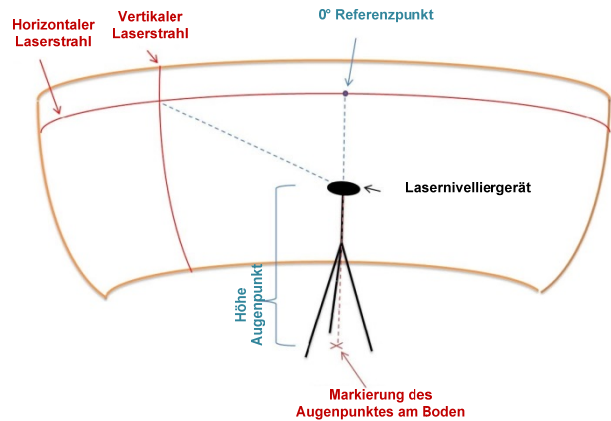 Horizontaler
Laserstrahl
Vertikaler
Laserstrahl
0° Referenzpunkt
Lasernivelliergerät
Höhe
Augenpunkt
Markierung des
Augenpunktes am Boden